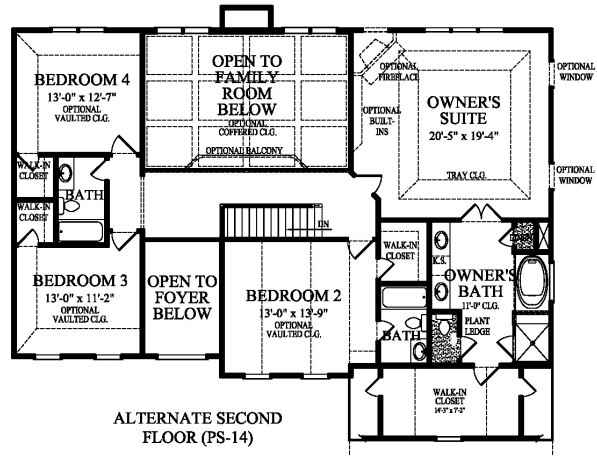 BEDROOM 4
13'-0" x 12'-7"
OPTIONAL
VAULTED CLG.
OPEN TO
FAMILY
ROOM
BELOW
OPTIONAL
COFFERED CLG.
OPTIONAL BALCONY
OPTIONAL
FIREPLACE
OPTIONAL
BUILT-
INS
OWNER'S
SUITE
20'-5" x 19'-4"
TRAY CLG.
OPTIONAL
WINDOW
OPTIONAL
WINDOW
WALK-IN
CLOSET
BATH
WALK-IN
CLOSET
DN
WALK-IN
CLOSET
K.S.
OWNER'S
BATH
11'-0" CLG.
PLANT
LEDGE
BEDROOM 3
13'-0" x 11'-2"
OPTIONAL
VAULTED CLG.
OPEN TO
FOYER
BELOW
BEDROOM 2
13'-0" x 13'-9"
OPTIONAL
VAULTED CLG.
BATH
WALK-IN
CLOSET
14'-3" x 7'-2"
ALTERNATE SECOND
FLOOR (PS-14)